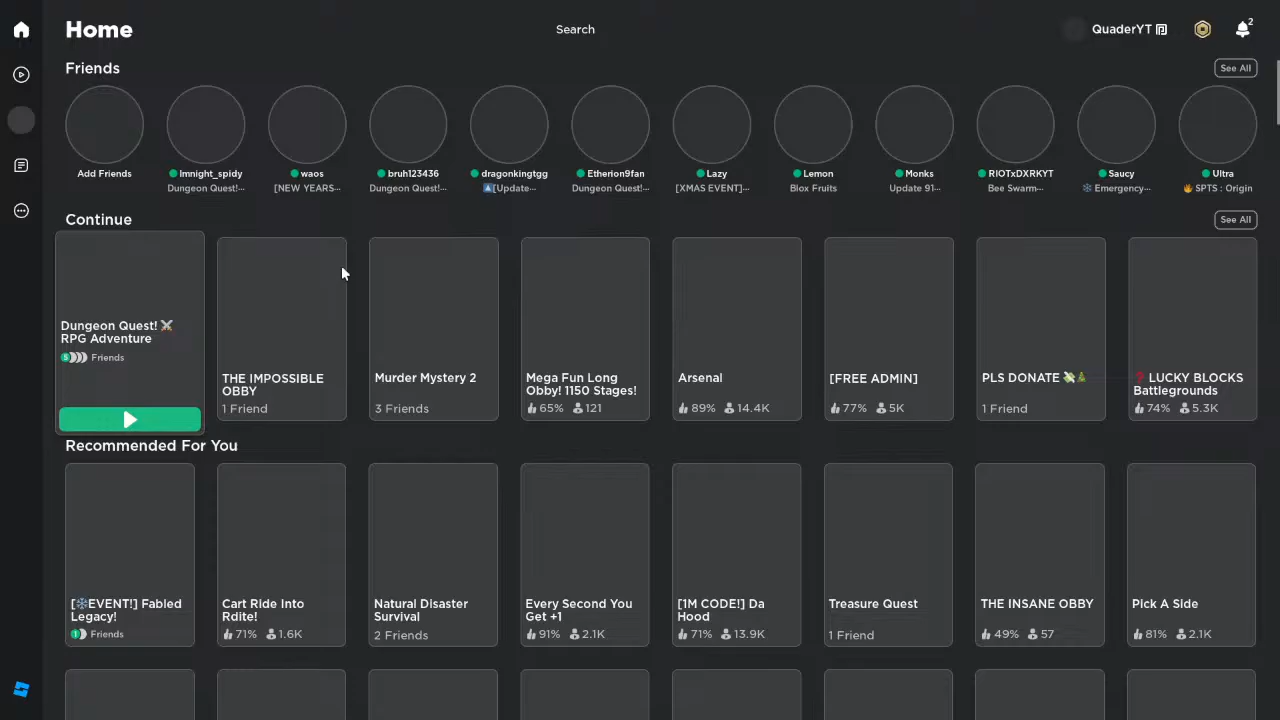 Home
Search
QuaderYT
2
Friends
See All
Add Friends
Imnight_spidy
Dungeon Quest!···
waos
[NEW YEARS···
bruh123436
Dungeon Quest!···
dragonkingtgg
[Update···
Etherion9fan
Dungeon Quest!···
Lazy
[XMAS EVENT]···
Lemon
Blox Fruits
Monks
Update 91···
RIOTxDXRKYT
Bee Swarm···
Saucy
❄️ Emergency···
Ultra
🔥 SPTS : Origin
Continue
See All
Dungeon Quest! ⚔️
RPG Adventure
5 Friends
THE IMPOSSIBLE
OBBY
1 Friend
Murder Mystery 2
3 Friends
Mega Fun Long
Obby! 1150 Stages!
65% 121
Arsenal
89% 14.4K
[FREE ADMIN]
77% 5K
PLS DONATE 💸🎄
1 Friend
❓ LUCKY BLOCKS
Battlegrounds
74% 5.3K
Recommended For You
[❄️EVENT!] Fabled
Legacy!
1 Friends
Cart Ride Into
Rdite!
71% 1.6K
Natural Disaster
Survival
2 Friends
Every Second You
Get +1
91% 2.1K
[1M CODE!] Da
Hood
71% 13.9K
Treasure Quest
1 Friend
THE INSANE OBBY
49% 57
Pick A Side
81% 2.1K